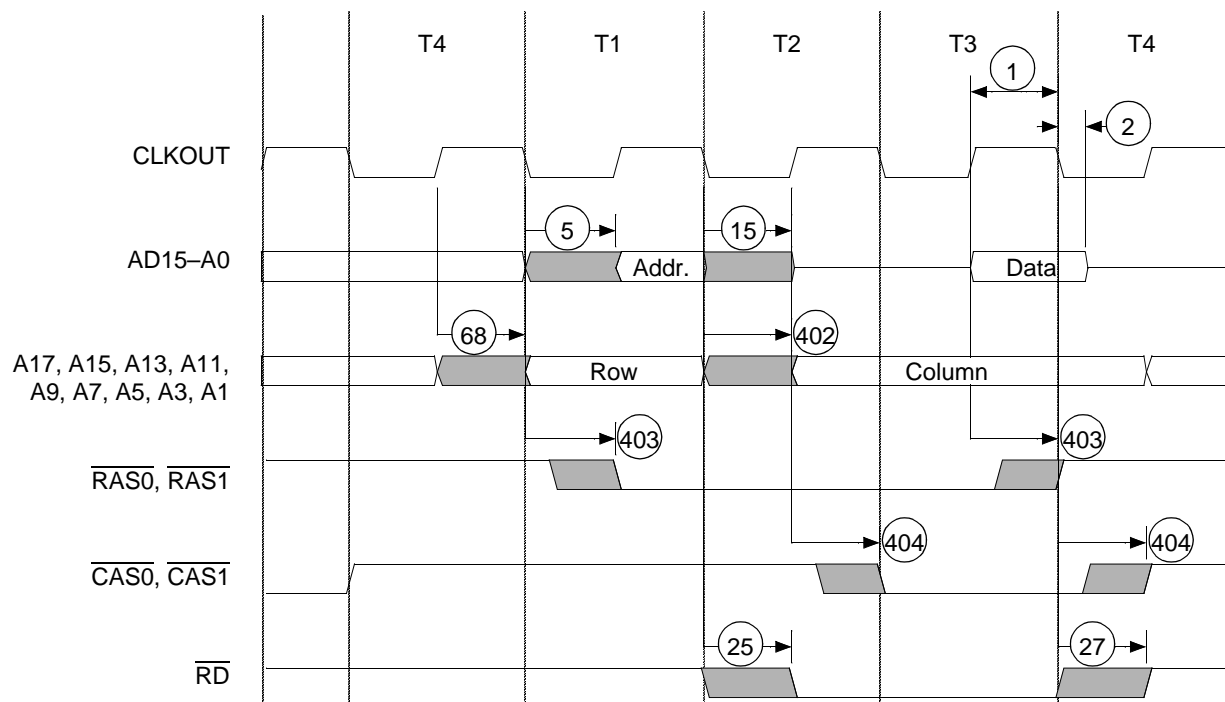 T4 T1 T2 T3 T4
1
2
CLKOUT
5 15
AD15–A0 Addr. Data
68 402
A17, A15, A13, A11,
A9, A7, A5, A3, A1
Row Column
403 403
RAS0, RAS1
404 404
CAS0, CAS1
25 27
RD